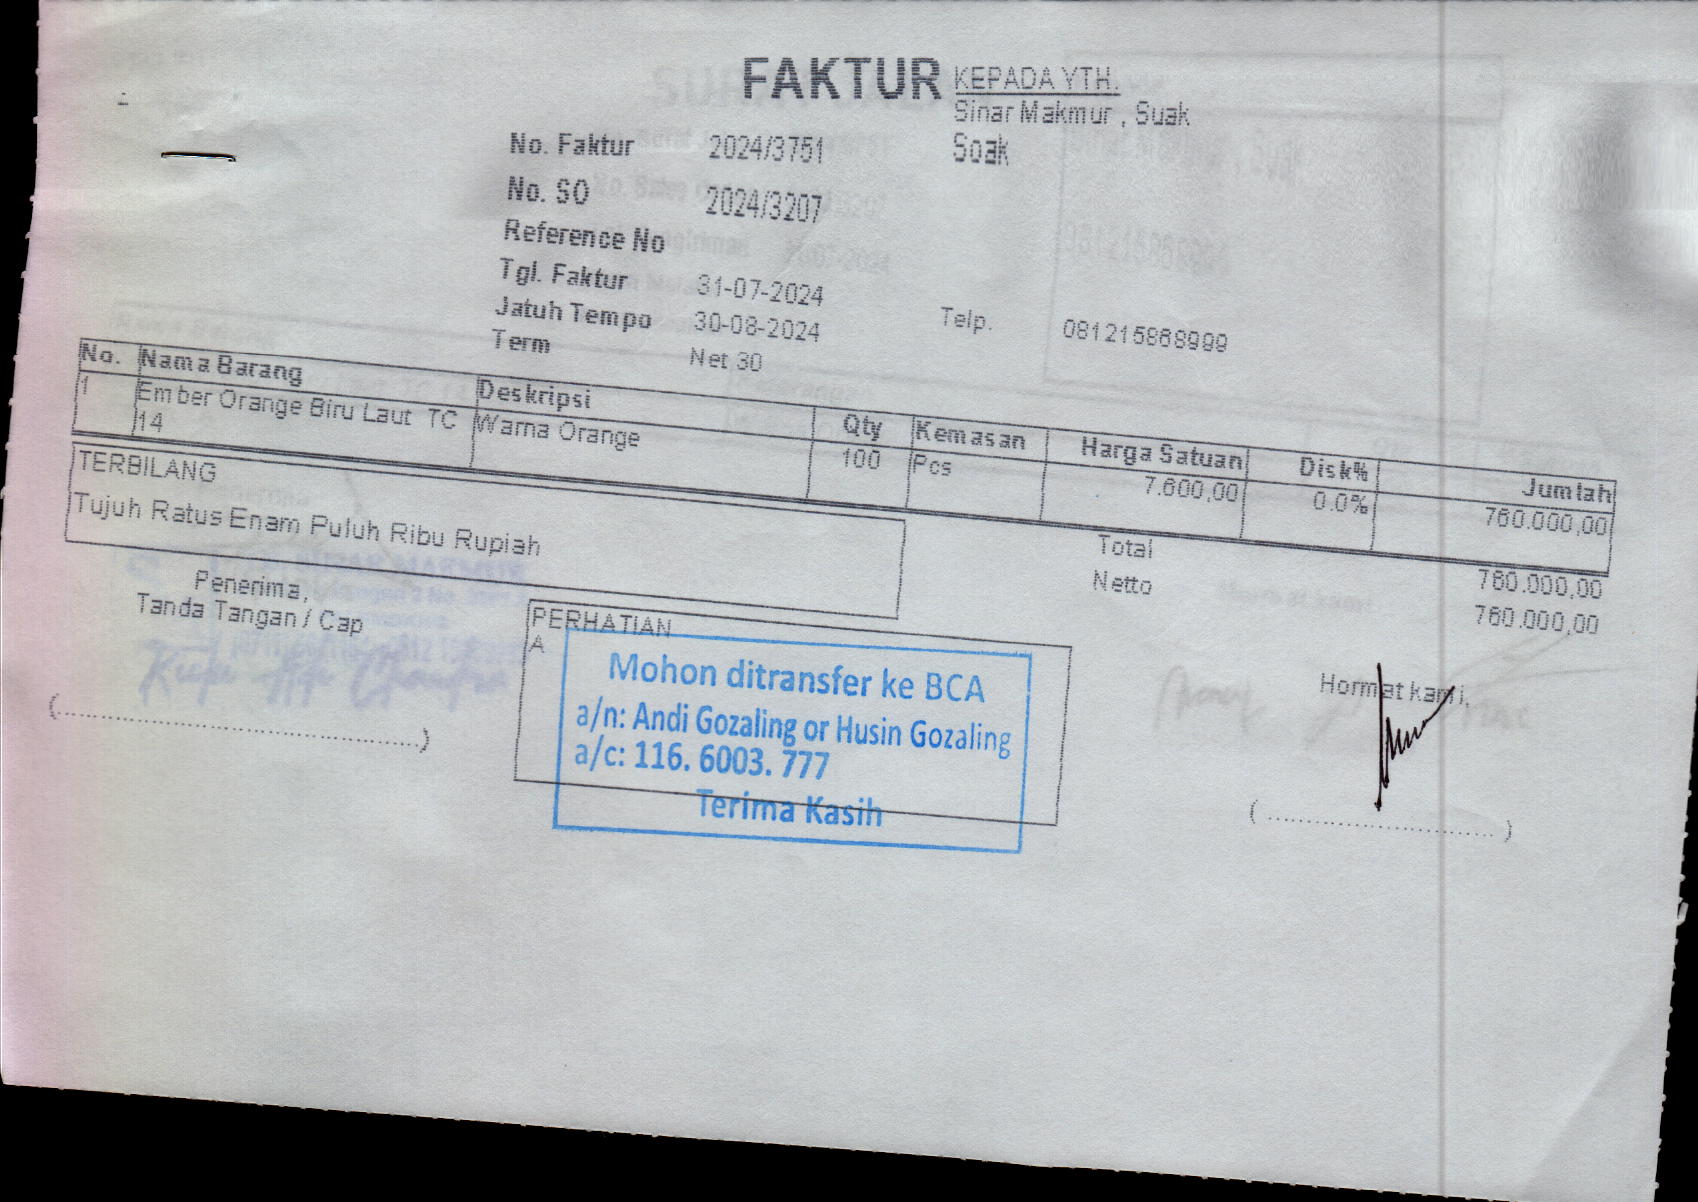 FAKTUR
KEPADA YTH.
Sinar Makmur , Suak
Soak
No. Faktur 2024/3751
No. SO 2024/3207
Reference No
Tgl. Faktur 31-07-2024
Jatuh Tempo 30-08-2024
Term Net 30
Telp. 081215868999
No. Nama Barang Deskripsi Qty Kemasan Harga Satuan Disk% Jumlah
1 Ember Orange Biru Laut TC Warna Orange 100 Pcs 7.600,00 0.0% 760.000,00
14
TERBILANG
Tujuh Ratus Enam Puluh Ribu Rupiah
Total 760.000,00
Netto 760.000,00
Penerima,
Tanda Tangan / Cap
(........................................................)
PERHATIAN
A
Mohon ditransfer ke BCA
a/n: Andi Gozaling or Husin Gozaling
a/c: 116. 6003. 777
Terima Kasih
Hormat kami,
(....................................)